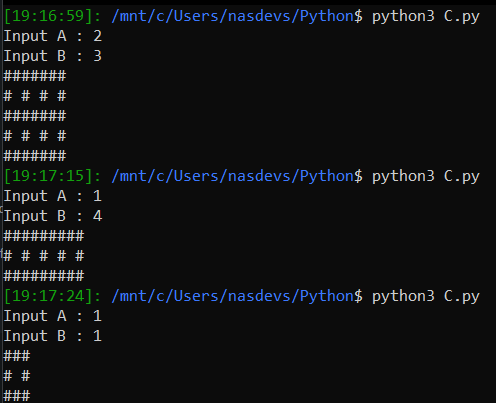 [19:16:59]: /mnt/c/Users/nasdevs/Python$ python3 C.py
Input A : 2
Input B : 3
#######
# # # #
#######
# # # #
#######
[19:17:15]: /mnt/c/Users/nasdevs/Python$ python3 C.py
Input A : 1
Input B : 4
#########
# # # # #
#########
[19:17:24]: /mnt/c/Users/nasdevs/Python$ python3 C.py
Input A : 1
Input B : 1
###
# #
###